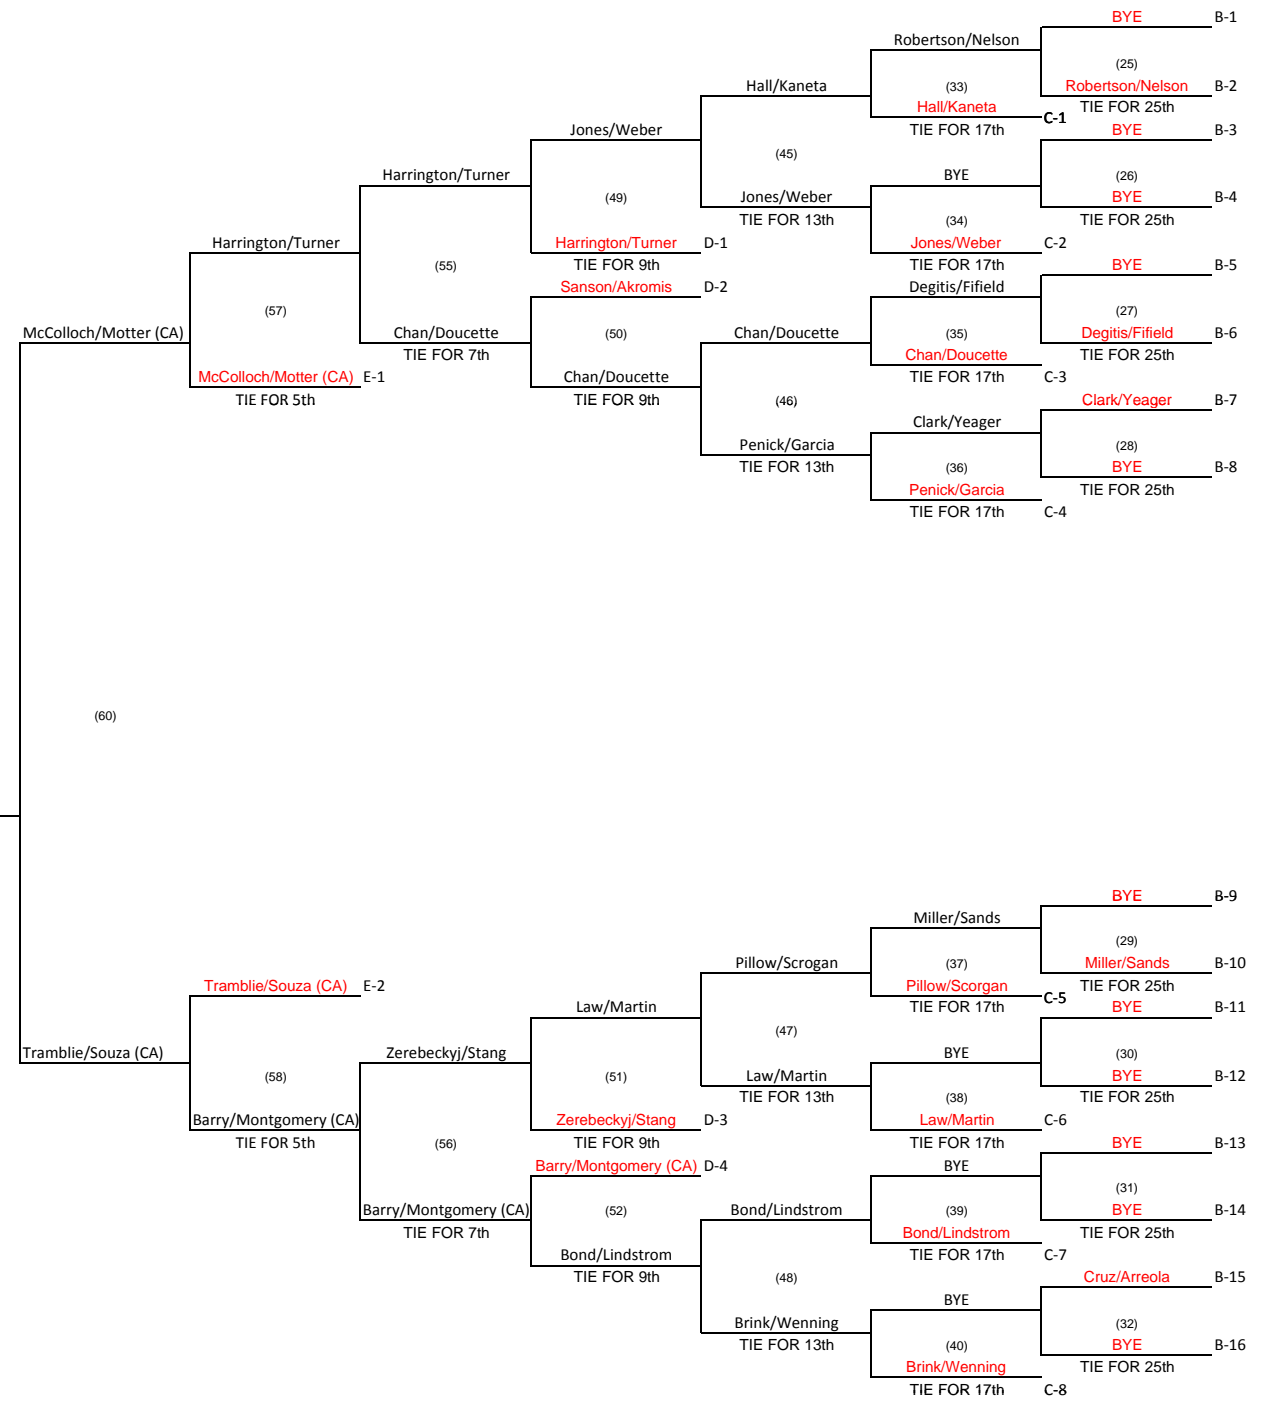 BYE B-1
Robertson/Nelson
(25)
Hall/Kaneta (33) Robertson/Nelson B-2
Hall/Kaneta TIE FOR 25th
C-1
Jones/Weber TIE FOR 17th BYE B-3
(45)
Harrington/Turner BYE (26)
(49) Jones/Weber BYE B-4
TIE FOR 13th (34) TIE FOR 25th
Harrington/Turner Harrington/Turner D-1 Jones/Weber C-2
(55) TIE FOR 9th TIE FOR 17th BYE B-5
Sanson/Akromis D-2 Degitis/Fifield
(57) (27)
McColloch/Motter (CA) Chan/Doucette (50) Chan/Doucette (35) Degitis/Fifield B-6
TIE FOR 7th Chan/Doucette TIE FOR 25th
McColloch/Motter (CA) E-1 Chan/Doucette TIE FOR 17th C-3
TIE FOR 5th TIE FOR 9th (46) Clark/Yeager B-7
Clark/Yeager
Penick/Garcia (28)
TIE FOR 13th (36) BYE B-8
Penick/Garcia TIE FOR 25th
TIE FOR 17th C-4
(60)
BYE B-9
Miller/Sands
(29)
Pillow/Scrogan (37) Miller/Sands B-10
Tramblie/Souza (CA) E-2 Pillow/Scorgan TIE FOR 25th
C-5
Law/Martin TIE FOR 17th BYE B-11
(47)
Tramblie/Souza (CA) Zerebeckyj/Stang BYE (30)
(58) (51) Law/Martin BYE B-12
TIE FOR 13th (38) TIE FOR 25th
Barry/Montgomery (CA) Zerebeckyj/Stang D-3 Law/Martin C-6
TIE FOR 5th (56) TIE FOR 9th TIE FOR 17th BYE B-13
Barry/Montgomery (CA) D-4 BYE
(31)
Barry/Montgomery (CA) (52) Bond/Lindstrom (39) BYE B-14
TIE FOR 7th Bond/Lindstrom TIE FOR 25th
Bond/Lindstrom TIE FOR 17th C-7
TIE FOR 9th (48) Cruz/Arreola B-15
BYE
Brink/Wenning (32)
TIE FOR 13th (40) BYE B-16
Brink/Wenning TIE FOR 25th
TIE FOR 17th C-8